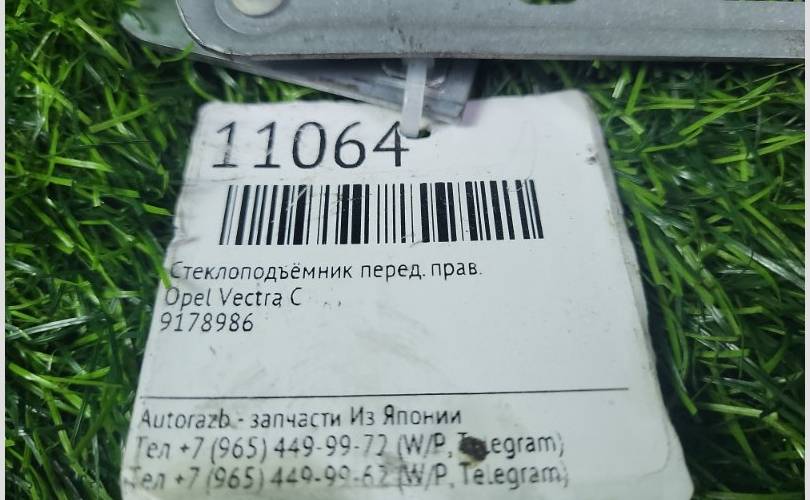 11064
Стеклоподъёмник перед. прав.
Opel Vectra C
9178986
Autorazb - запчасти Из Японии
Тел +7 (965) 449-99-72 (W/P, Telegram)
Тел +7 (965) 449-99-62 (W/P, Telegram)